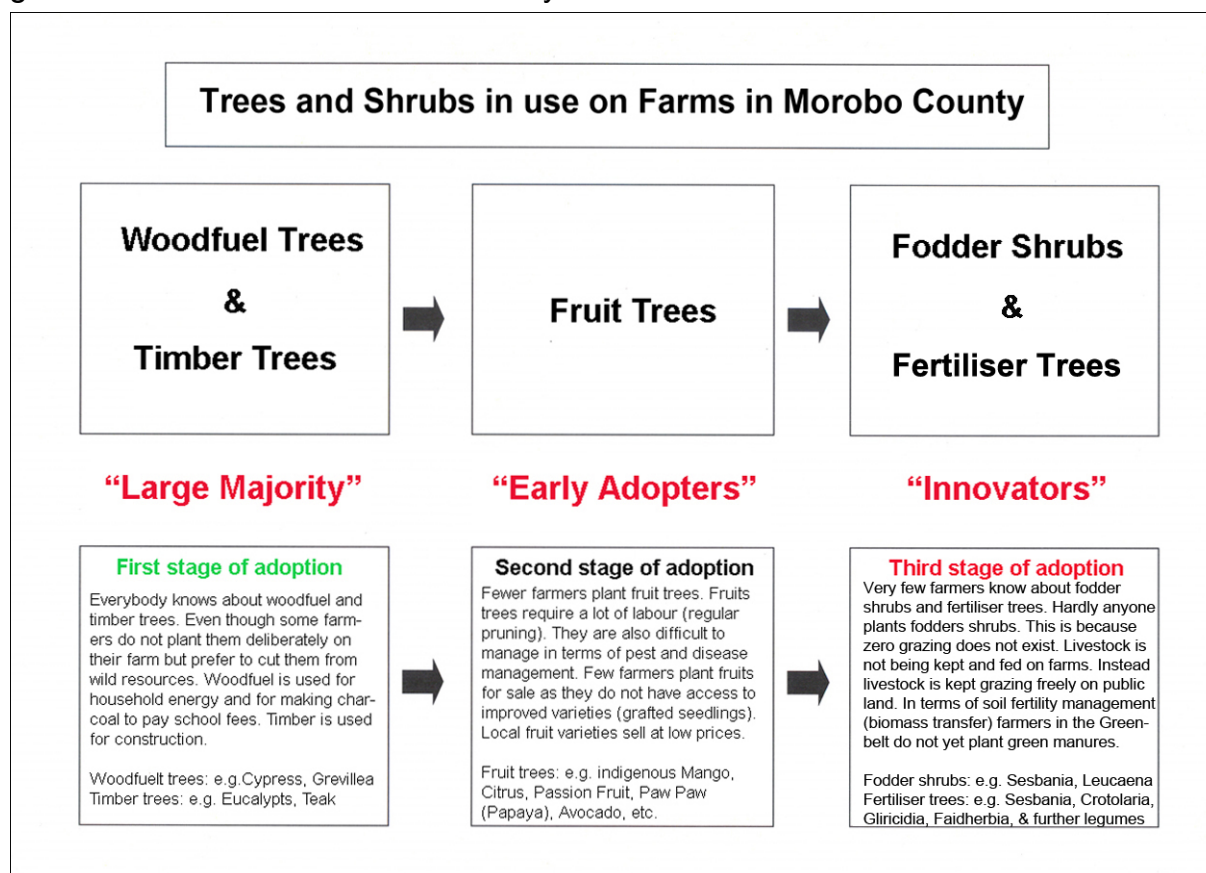 Trees and Shrubs in use on Farms in Morobo County
Woodfuel Trees
&
Timber Trees
Fruit Trees
Fodder Shrubs
&
Fertiliser Trees
“Large Majority”
“Early Adopters”
“Innovators”
First stage of adoption
Everybody knows about woodfuel and
timber trees. Even though some farm-
ers do not plant them deliberately on
their farm but prefer to cut them from
wild resources. Woodfuel is used for
household energy and for making char-
coal to pay school fees. Timber is used
for construction.
Woodfuelt trees: e.g.Cypress, Grevillea
Timber trees: e.g. Eucalypts, Teak
Second stage of adoption
Fewer farmers plant fruit trees. Fruits
trees require a lot of labour (regular
pruning). They are also difficult to
manage in terms of pest and disease
management. Few farmers plant fruits
for sale as they do not have access to
improved varieties (grafted seedlings).
Local fruit varieties sell at low prices.
Fruit trees: e.g. indigenous Mango,
Citrus, Passion Fruit, Paw Paw
(Papaya), Avocado, etc.
Third stage of adoption
Very few farmers know about fodder
shrubs and fertiliser trees. Hardly anyone
plants fodders shrubs. This is because
zero grazing does not exist. Livestock is
not being kept and fed on farms. Instead
livestock is kept grazing freely on public
land. In terms of soil fertility management
(biomass transfer) farmers in the Green-
belt do not yet plant green manures.
Fodder shrubs: e.g. Sesbania, Leucaena
Fertiliser trees: e.g. Sesbania, Crotolaria,
Gliricidia, Faidherbia, & further legumes